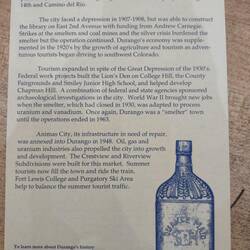 14th and Camino del Rio.
The city faced a depression in 1907-1908, but was able to construct
the library on East 2nd Avenue with funding from Andrew Carnegie.
Strikes at the smelters and coal mines and the silver crisis burdened the
smelter but the operation continued. Durango's economy was supple-
mented in the 1920's by the growth of agriculture and tourism as adven-
turous tourists began driving to southwest Colorado.
Tourism expanded in spite of the Great Depression of the 1930's.
Federal work projects built the Lion's Den on College Hill, the County
Fairgrounds and Smiley Junior High School, and helped develop
Chapman Hill. A combination of federal and state agencies sponsored
archaeological investigations in the city. World War II brought new jobs
when the smelter, which had closed in 1930, was adapted to process
uranium and vanadium. Once again, Durango was a "smelter" town
until the operations ended in 1963.
Animas City, its infrastructure in need of repair,
was annexed into Durango in 1948. Oil, gas and
uranium industries also propelled the city into growth
and development. The Crestview and Riverview
Subdivisions were built for this market. Summer
tourists now fill the town and ride the train,
Fort Lewis College and Purgatory Ski Area
help to balance the summer tourist traffic.
To learn more about Durango's history